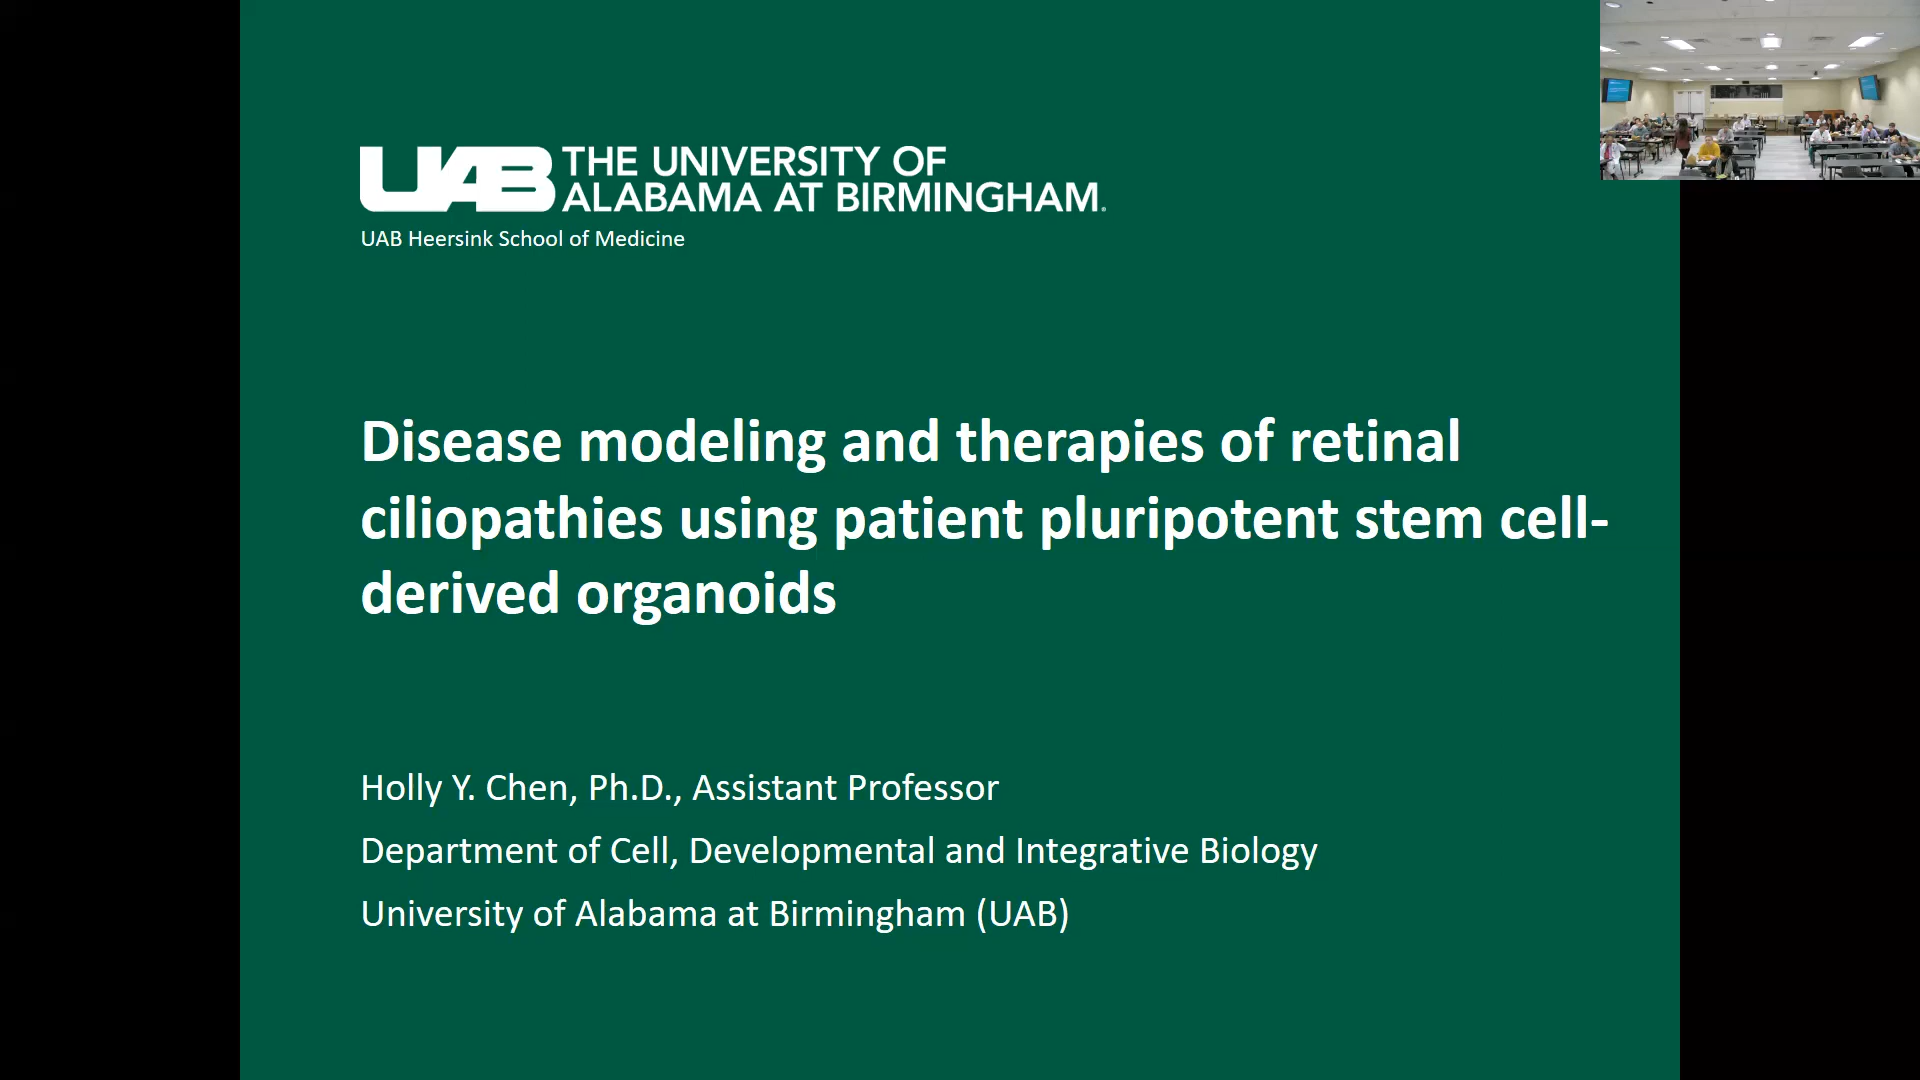 UAB THE UNIVERSITY OF
ALABAMA AT BIRMINGHAM.
UAB Heersink School of Medicine
Disease modeling and therapies of retinal
ciliopathies using patient pluripotent stem cell-
derived organoids
Holly Y. Chen, Ph.D., Assistant Professor
Department of Cell, Developmental and Integrative Biology
University of Alabama at Birmingham (UAB)